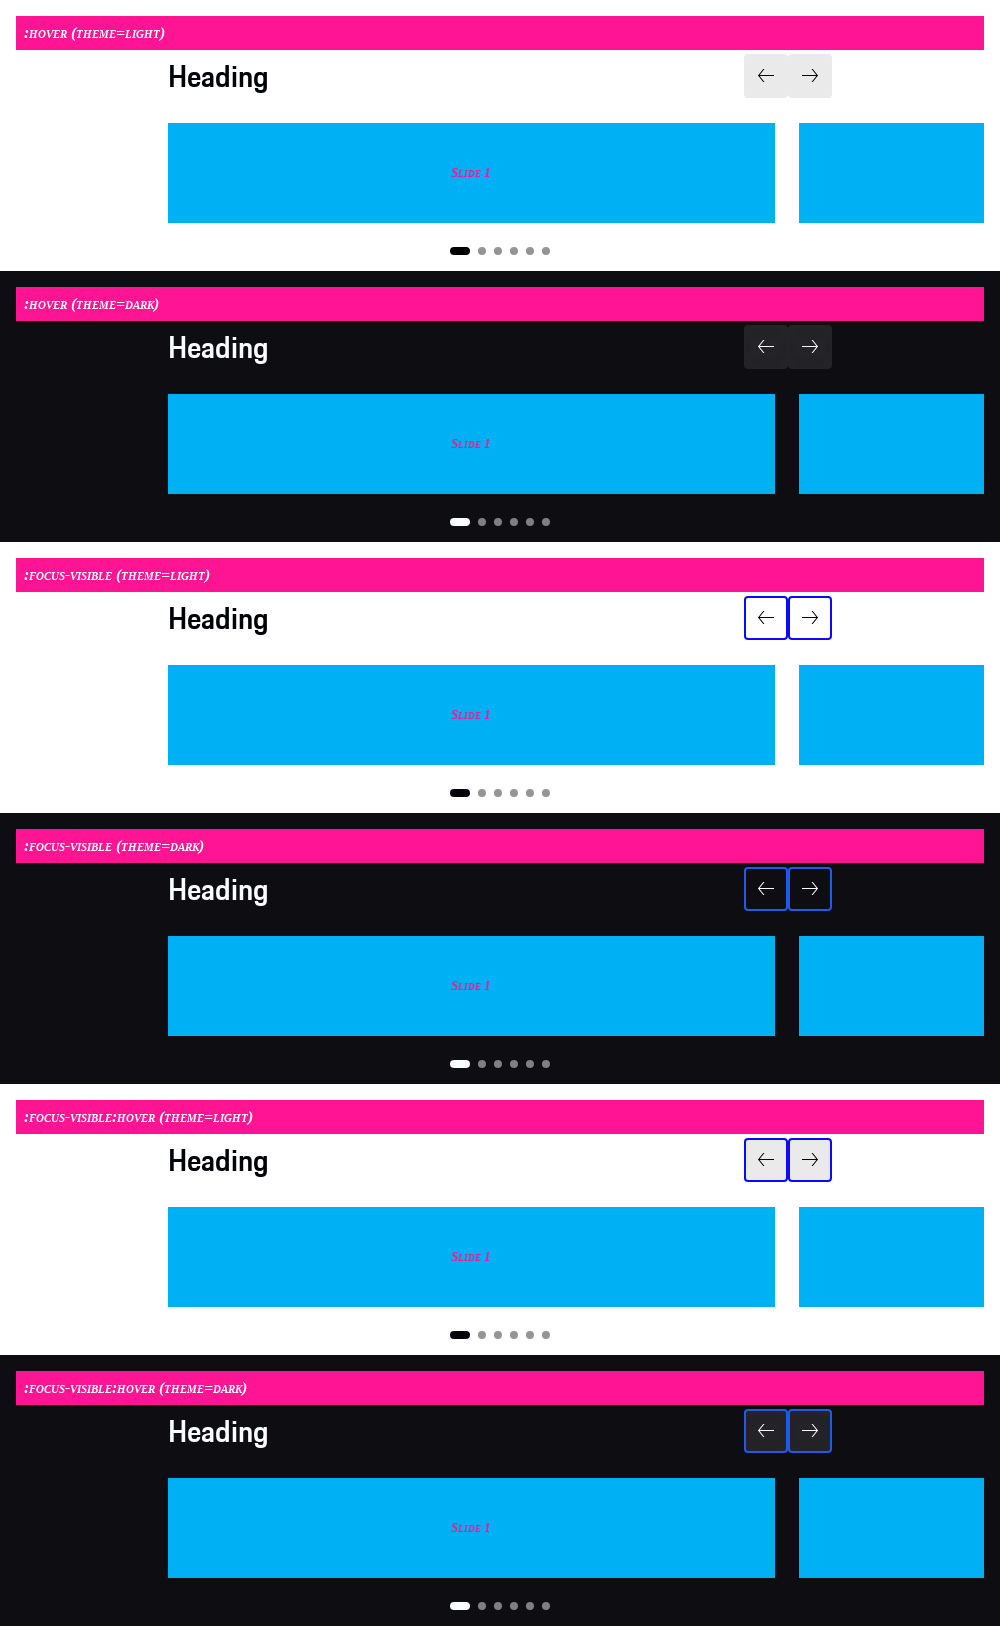 :hover (theme=light)
Heading
Slide 1
:hover (theme=dark)
Heading
Slide 1
:focus-visible (theme=light)
Heading
Slide 1
:focus-visible (theme=dark)
Heading
Slide 1
:focus-visible:hover (theme=light)
Heading
Slide 1
:focus-visible:hover (theme=dark)
Heading
Slide 1